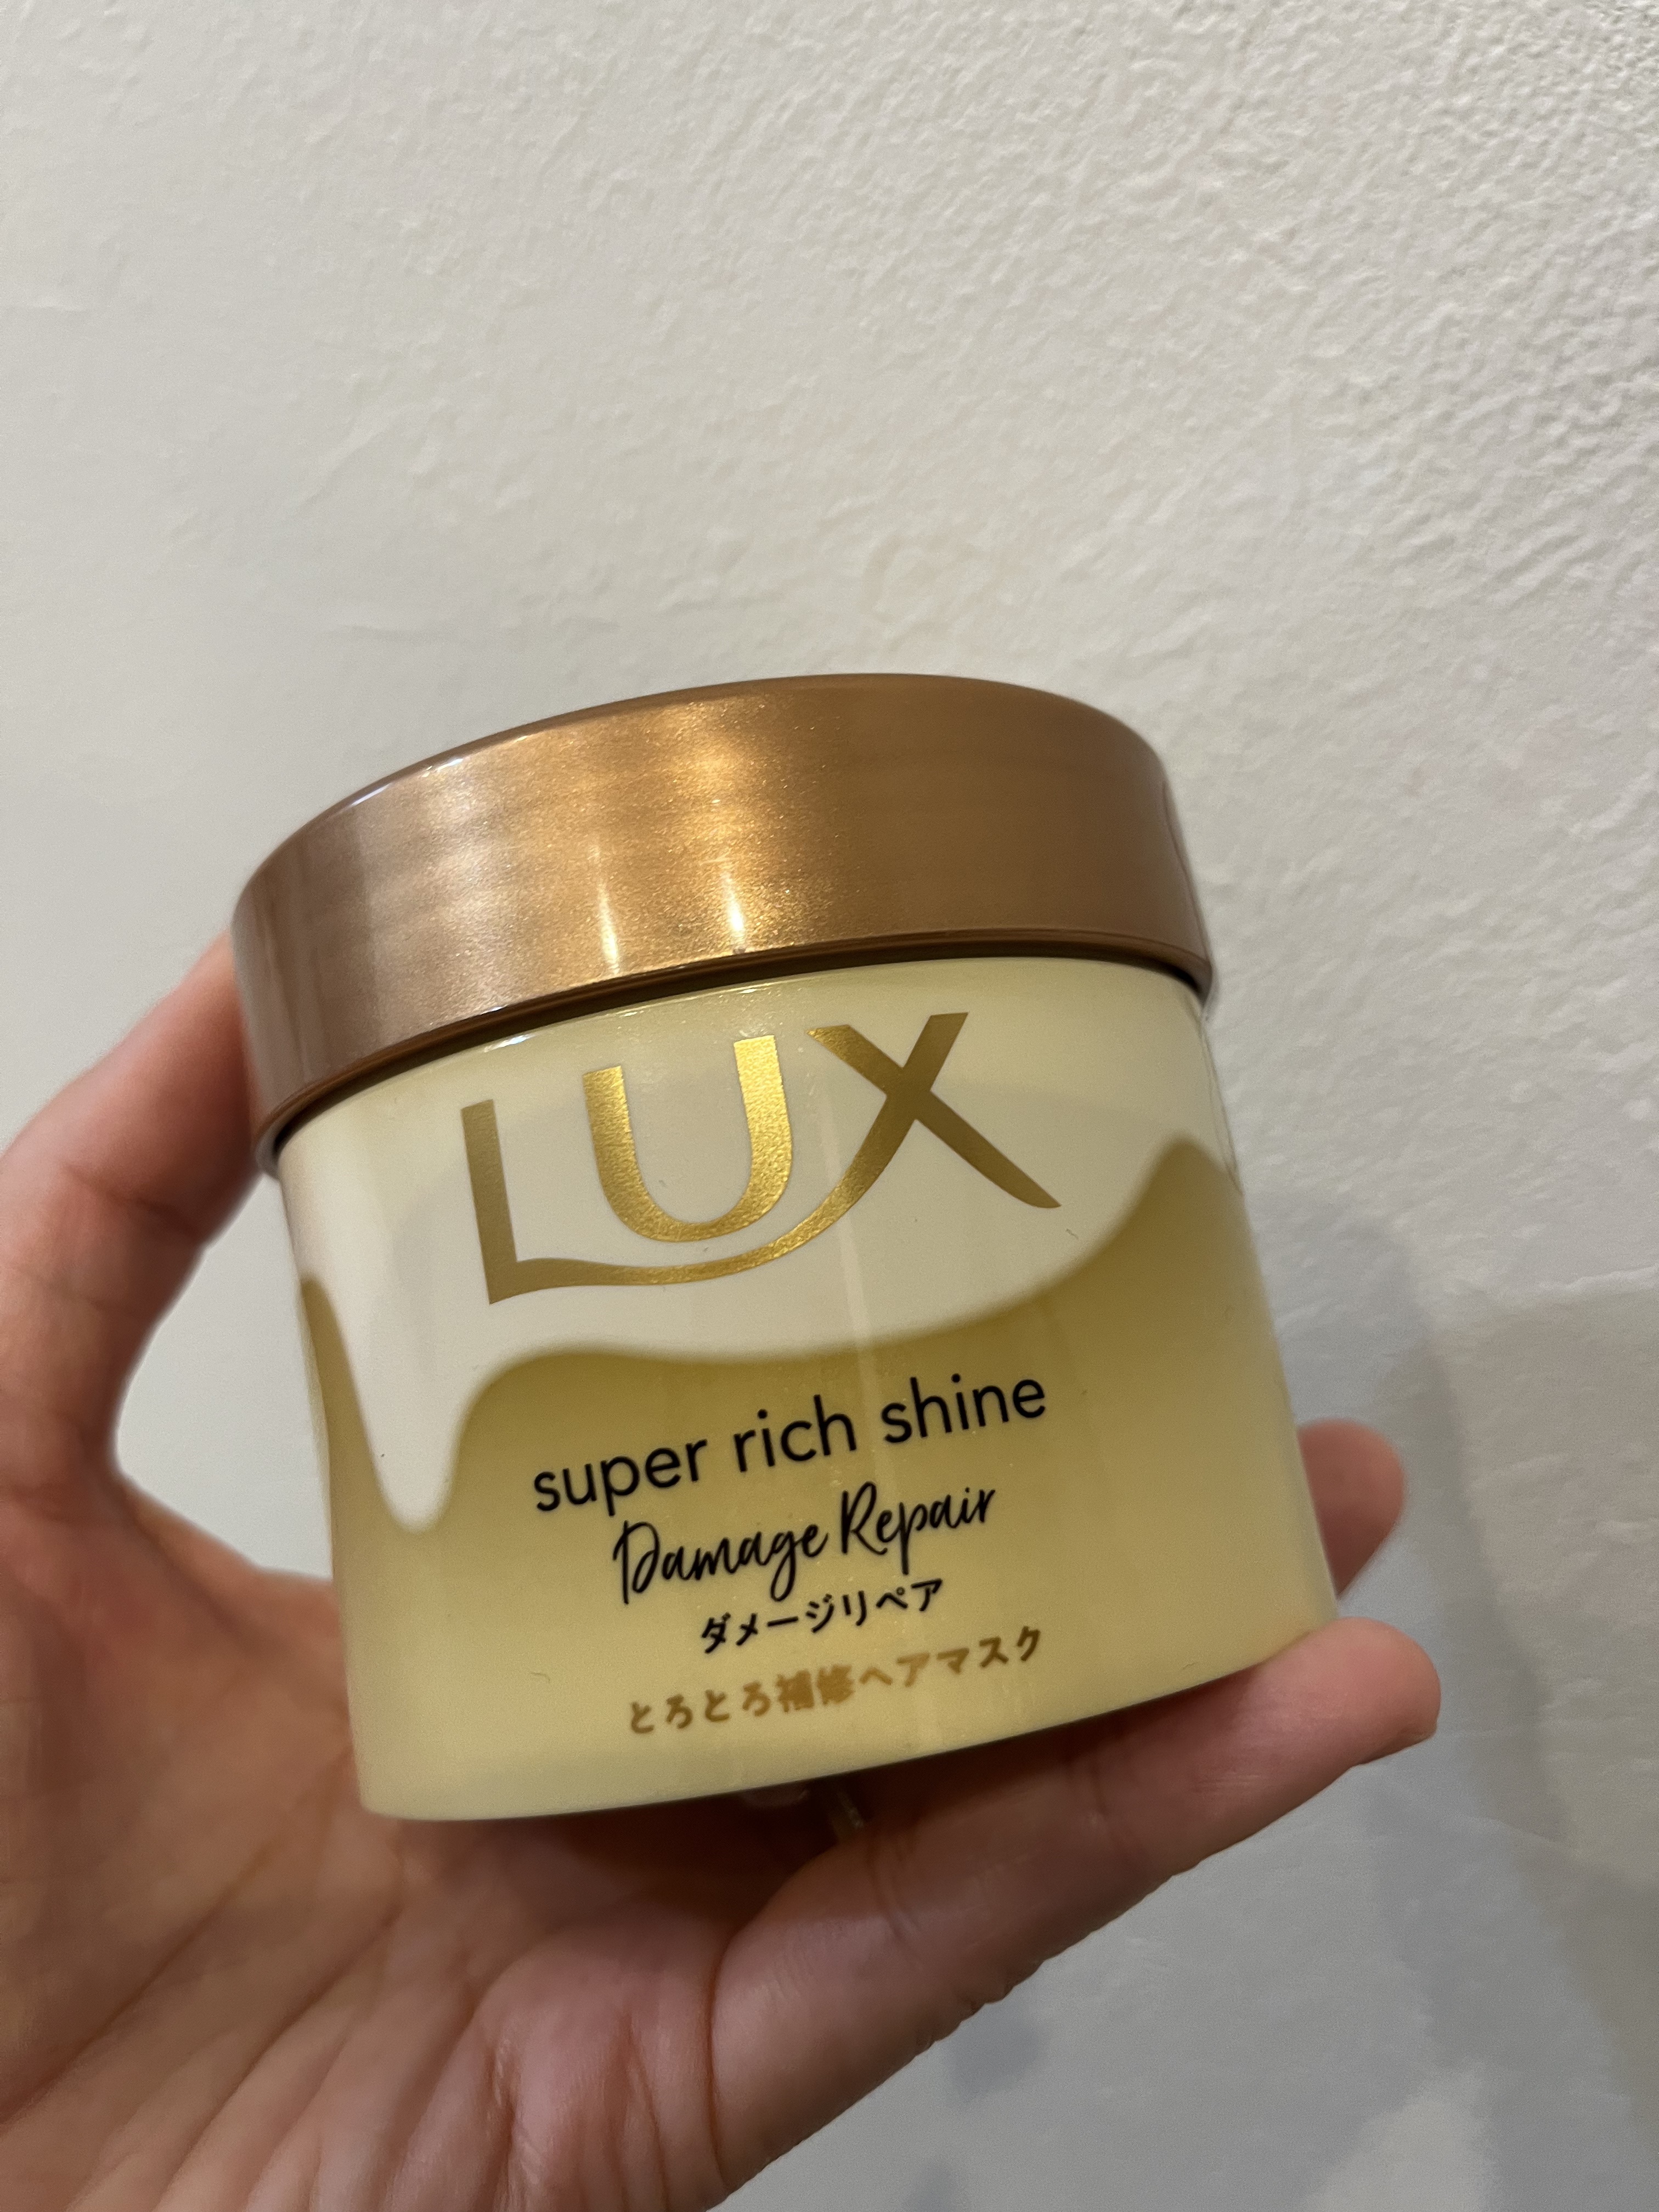 LUX
super rich shine
Damage Repair
ダメージリペア
とろとろ補修ヘアマスク